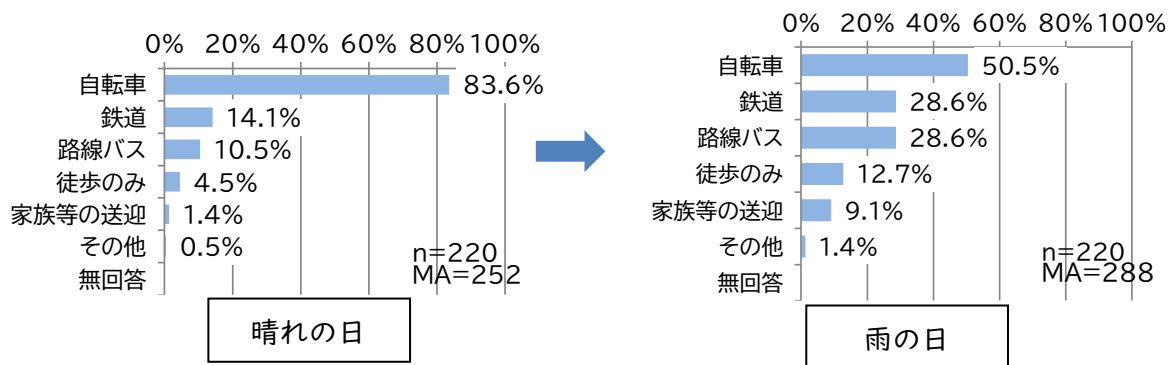 0% 20% 40% 60% 80% 100%
自転車 83.6%
鉄道 14.1%
路線バス 10.5%
徒歩のみ 4.5%
家族等の送迎 1.4%
その他 0.5%
無回答
n=220
MA=252
晴れの日
0% 20% 40% 60% 80% 100%
自転車 50.5%
鉄道 28.6%
路線バス 28.6%
徒歩のみ 12.7%
家族等の送迎 9.1%
その他 1.4%
無回答
n=220
MA=288
雨の日